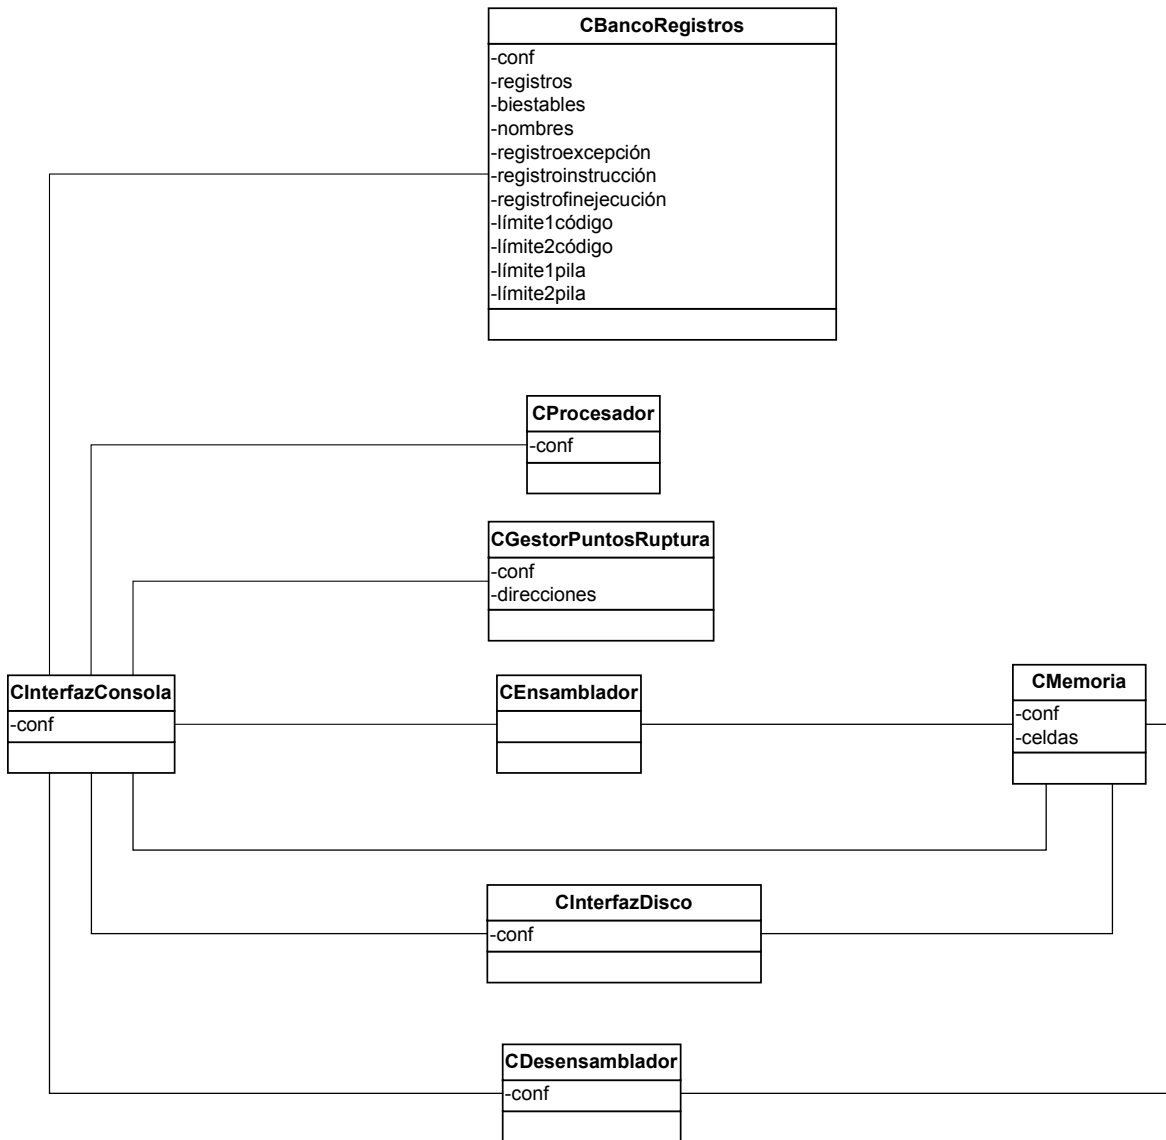 CBancoRegistros
-conf
-registros
-biestables
-nombres
-registroexcepción
-registroinstrucción
-registrofinejecución
-límite1código
-límite2código
-límite1pila
-límite2pila
CProcesador
-conf
CGestorPuntosRuptura
-conf
-direcciones
CInterfazConsola
-conf
CEnsamblador
CMemoria
-conf
-celdas
CInterfazDisco
-conf
CDesensamblador
-conf